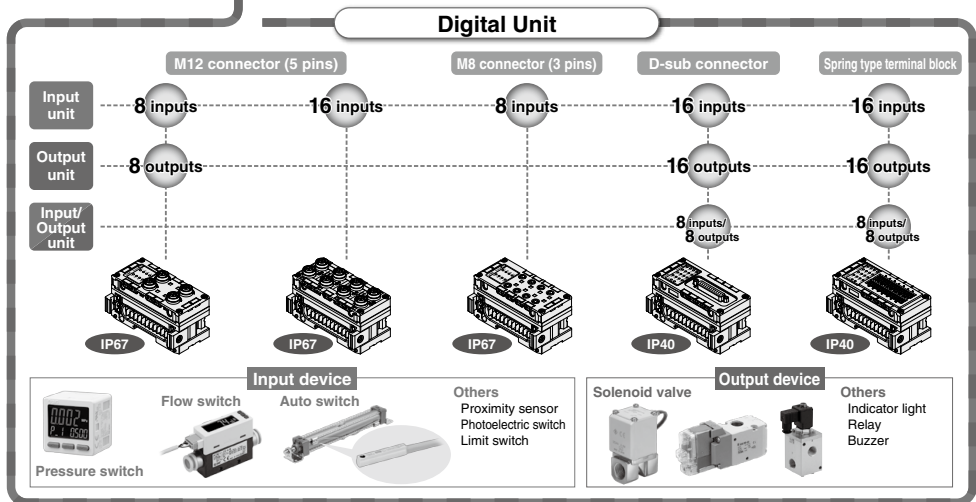 Digital Unit
M12 connector (5 pins)
M8 connector (3 pins)
D-sub connector
Spring type terminal block
Input
unit
8 inputs
16 inputs
8 inputs
16 inputs
16 inputs
Output
unit
8 outputs
16 outputs
16 outputs
Input/
Output
unit
8 inputs/
8 outputs
8 inputs/
8 outputs
IP67
IP67
IP67
IP40
IP40
Input device
Pressure switch
Flow switch
Auto switch
Others
Proximity sensor
Photoelectric switch
Limit switch
Output device
Solenoid valve
Others
Indicator light
Relay
Buzzer